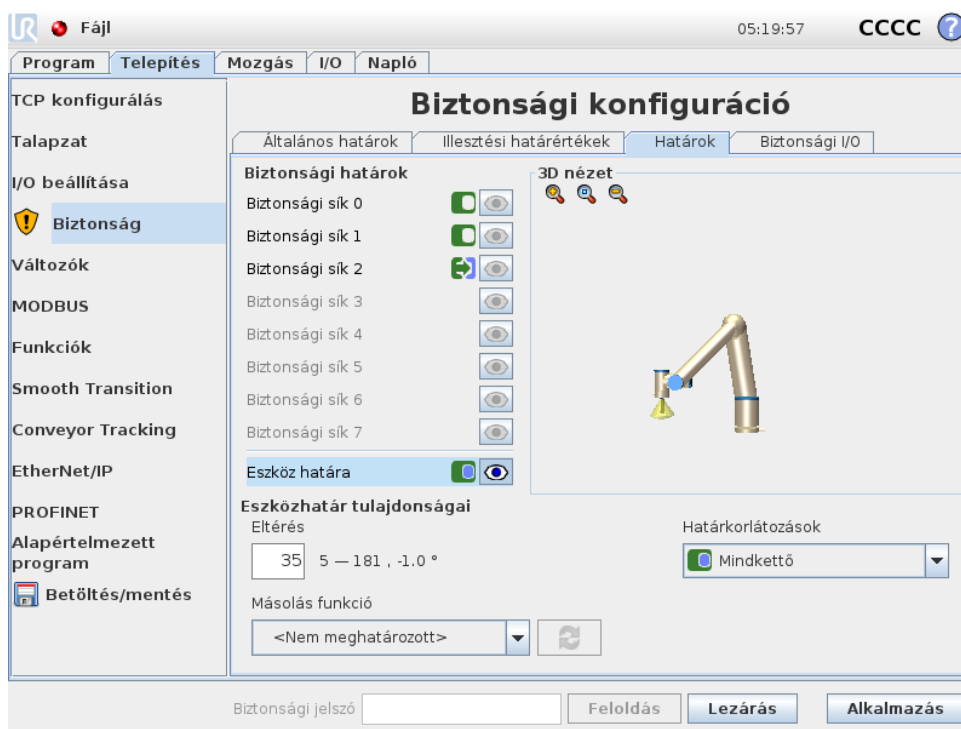 UR Fájl 05:19:57 CCCC ?
Program Telepítés Mozgás I/O Napló
TCP konfigurálás
Talapzat
I/O beállítása
Biztonság
Változók
MODBUS
Funkciók
Smooth Transition
Conveyor Tracking
EtherNet/IP
PROFINET
Alapértelmezett
program
Betöltés/mentés
Biztonsági konfiguráció
Általános határok Illesztési határértékek Határok Biztonsági I/O
Biztonsági határok
Biztonsági sík 0
Biztonsági sík 1
Biztonsági sík 2
Biztonsági sík 3
Biztonsági sík 4
Biztonsági sík 5
Biztonsági sík 6
Biztonsági sík 7
Eszköz határa
3D nézet
Eszközhatár tulajdonságai
Eltérés
35 5 — 181 , -1.0 °
Határkorlátozások
Mindkettő
Másolás funkció
<Nem meghatározott>
Biztonsági jelszó Feloldás Lezárás Alkalmazás